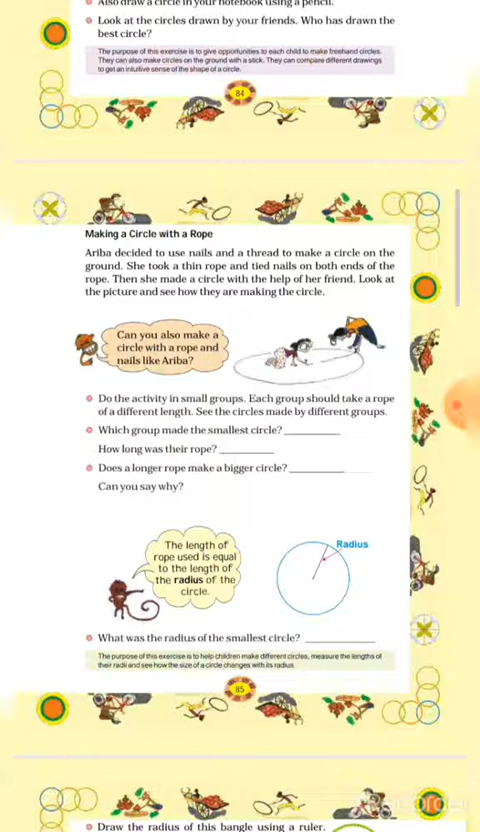 Also draw a circle in your notebook using a pencil.
Look at the circles drawn by your friends. Who has drawn the
best circle?
The purpose of this exercise is to give opportunities to each child to make freehand circles.
They can also make circles on the ground with a stick. They can compare different drawings
to get an intuitive sense of the shape of a circle.
84
Making a Circle with a Rope
Ariba decided to use nails and a thread to make a circle on the
ground. She took a thin rope and tied nails on both ends of the
rope. Then she made a circle with the help of her friend. Look at
the picture and see how they are making the circle.
Can you also make a
circle with a rope and
nails like Ariba?
Do the activity in small groups. Each group should take a rope
of a different length. See the circles made by different groups.
Which group made the smallest circle?
How long was their rope?
Does a longer rope make a bigger circle?
Can you say why?
The length of
rope used is equal
to the length of
the radius of the
circle.
Radius
What was the radius of the smallest circle?
The purpose of this exercise is to help children make different circles, measure the lengths of
their radii and see how the size of a circle changes with its radius.
85
Draw the radius of this bangle using a ruler.